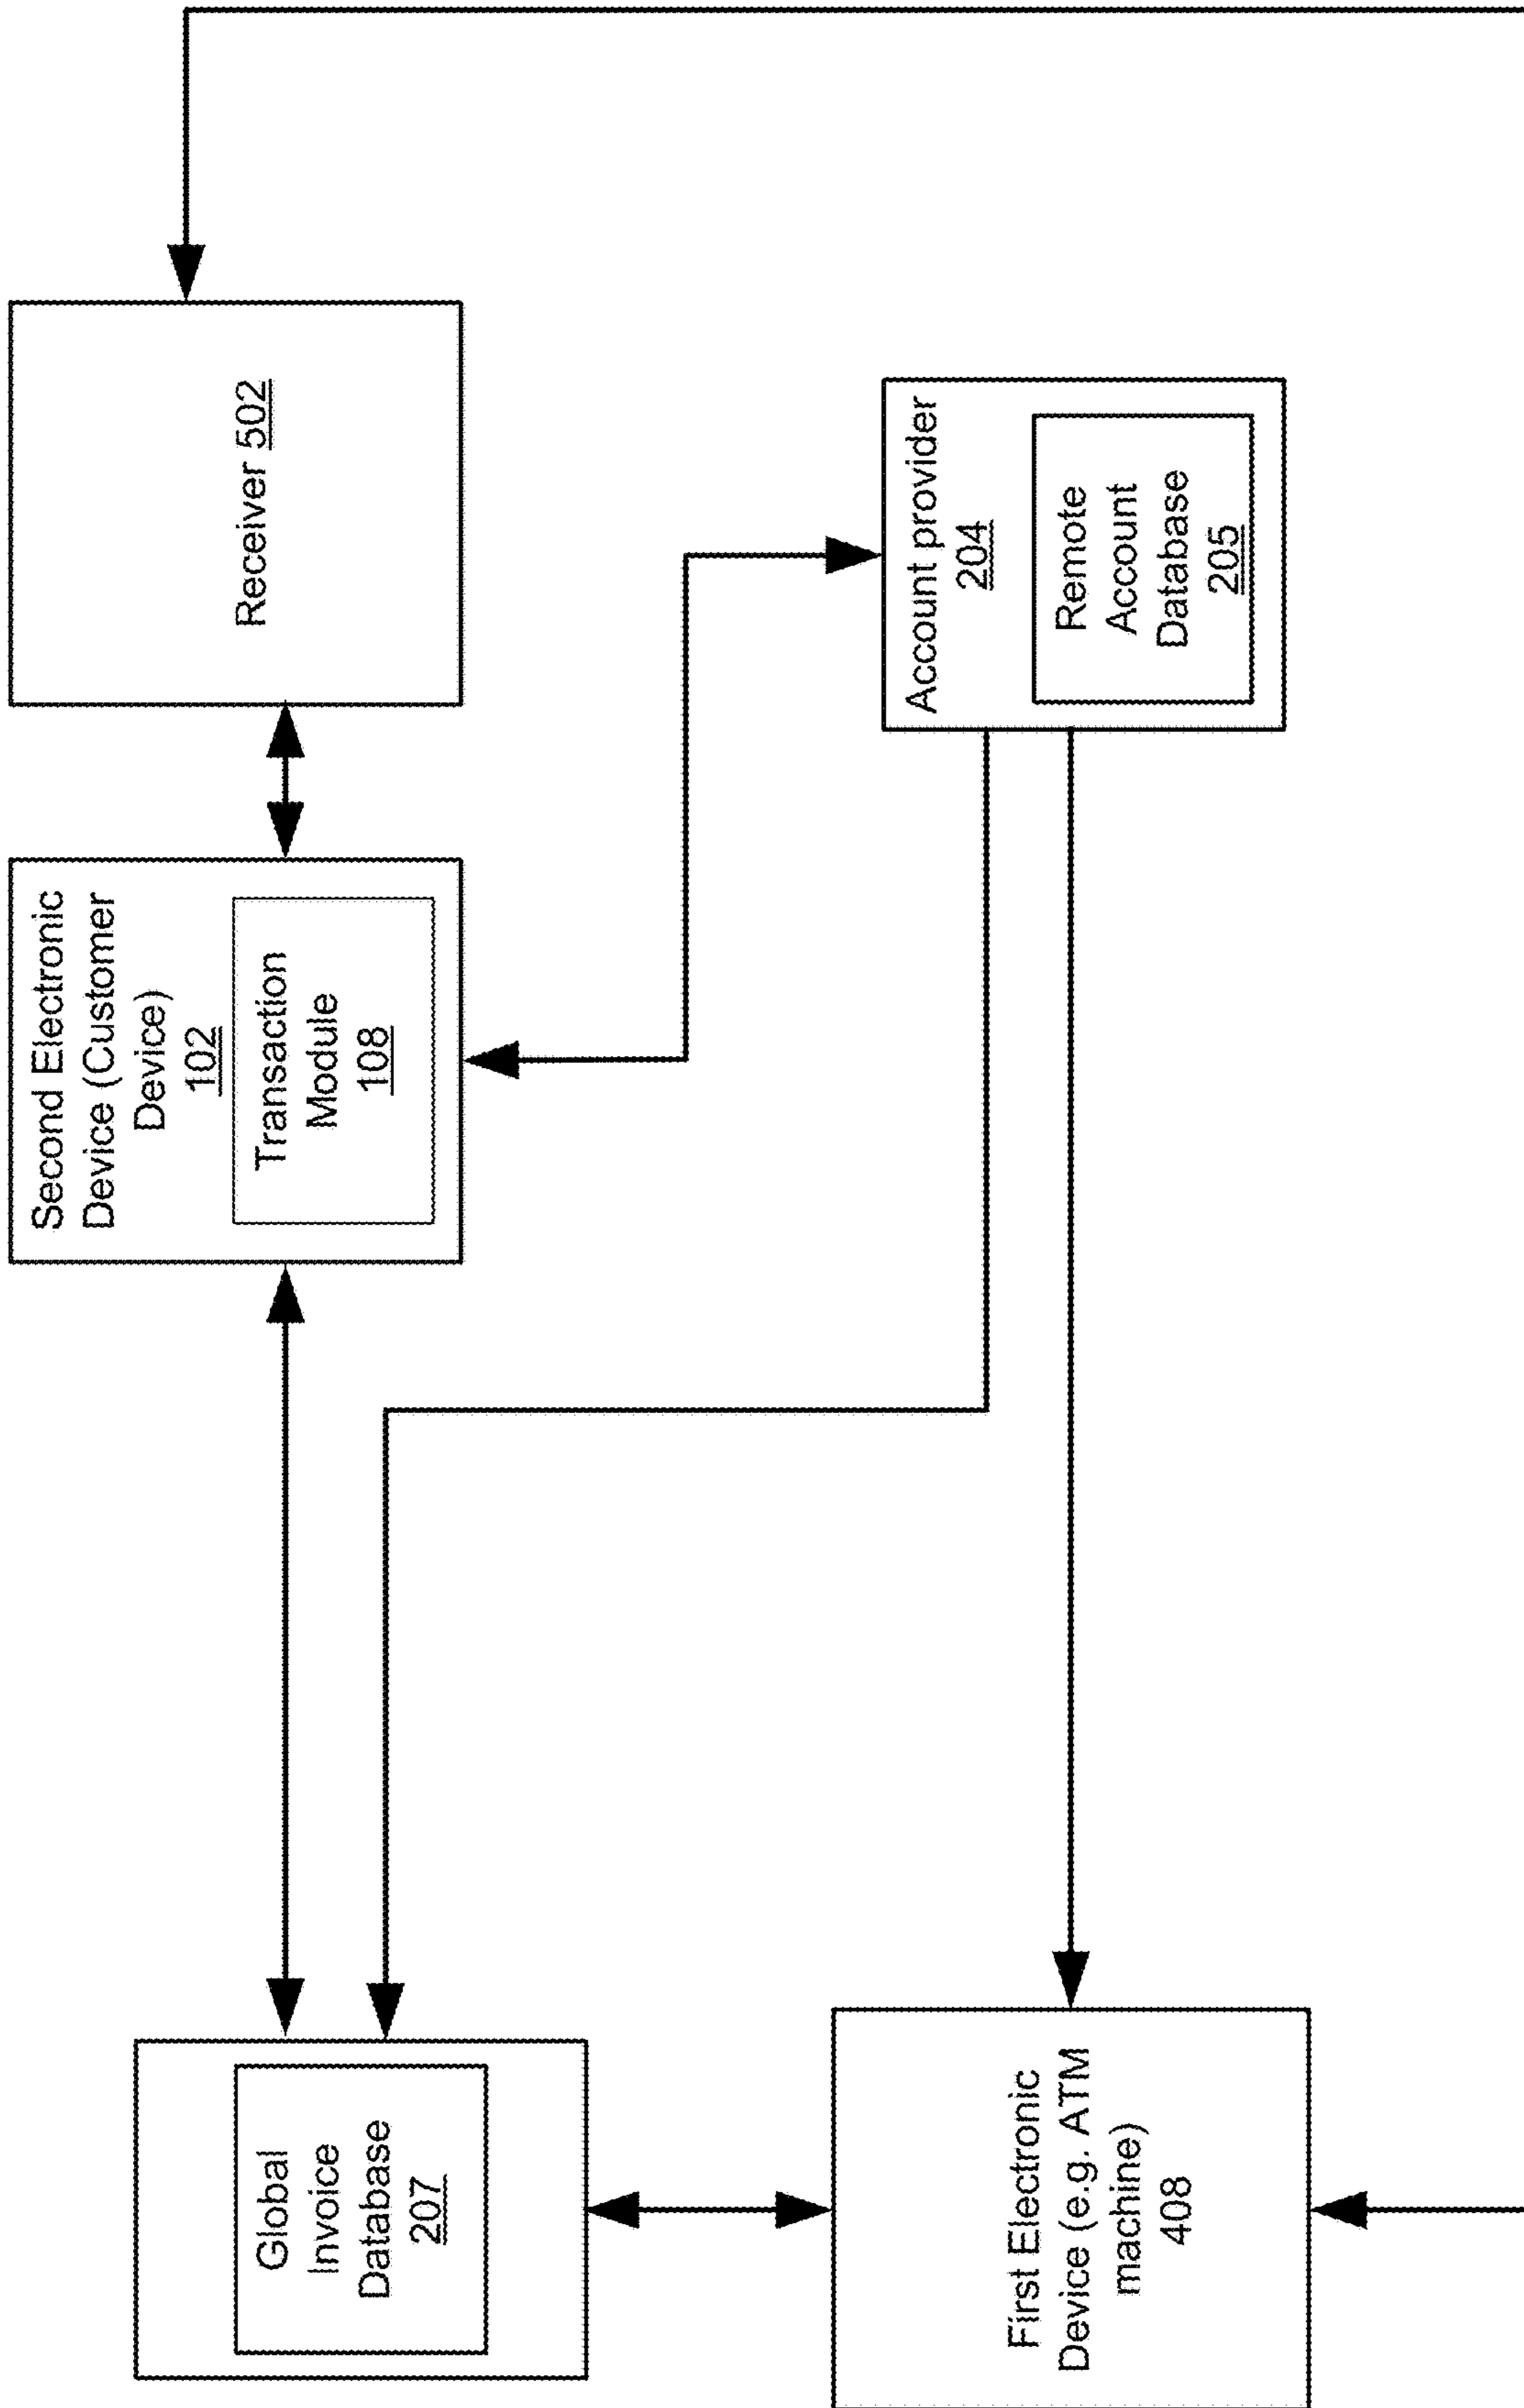 Global
Invoice
Database
207
Second Electronic
Device (Customer
Device)
102
Transaction
Module
108
Receiver 502
First Electronic
Device (e.g. ATM
machine)
408
Account provider
204
Remote
Account
Database
205